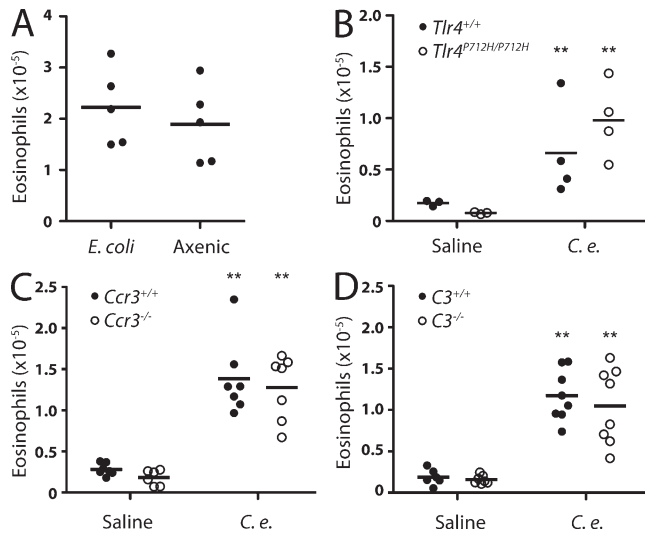 A
Eosinophils (x10-5)
4
3
2
1
0
E. coli
Axenic
B
Eosinophils (x10-5)
Tlr4+/+
Tlr4P712H/P712H
2.0
1.5
1.0
0.5
0
** **
Saline
C. e.
C
Eosinophils (x10-5)
Ccr3+/+
Ccr3-/-
2.5
2.0
1.5
1.0
0.5
0
** **
Saline
C. e.
D
Eosinophils (x10-5)
C3+/+
C3-/-
2.5
2.0
1.5
1.0
0.5
0
** **
Saline
C. e.